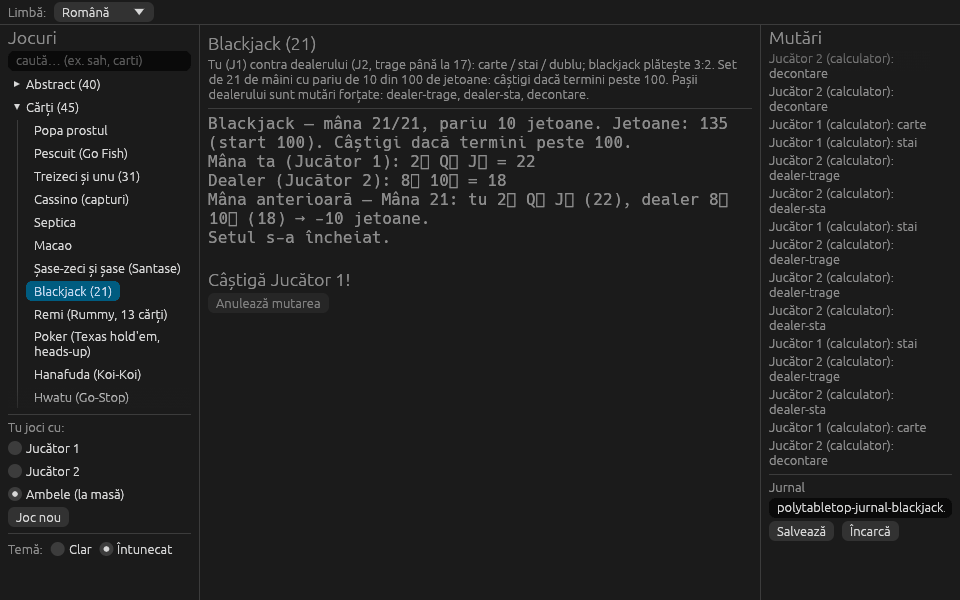 Limbă: Română
Jocuri
caută... (ex. sah, carti)
Abstract (40)
Cărți (45)
Popa prostul
Pescuit (Go Fish)
Treizeci și unu (31)
Cassino (capturi)
Septica
Macao
Șase-zeci și șase (Santase)
Blackjack (21)
Remi (Rummy, 13 cărți)
Poker (Texas hold'em,
heads-up)
Hanafuda (Koi-Koi)
Hwatu (Go-Stop)
Tu joci cu:
Jucător 1
Jucător 2
Ambele (la masă)
Joc nou
Temă: Clar Întunecat
Blackjack (21)
Tu (J1) contra dealerului (J2, trage până la 17): carte / stai / dublu; blackjack plătește 3:2. Set
de 21 de mâini cu pariu de 10 din 100 de jetoane: câștigi dacă termini peste 100. Pașii
dealerului sunt mutări forțate: dealer-trage, dealer-sta, decontare.
Blackjack — mâna 21/21, pariu 10 jetoane. Jetoane: 135
(start 100). Câștigi dacă termini peste 100.
Mâna ta (Jucător 1): 2▯ Q▯ J▯ = 22
Dealer (Jucător 2): 8▯ 10▯ = 18
Mâna anterioară — Mâna 21: tu 2▯ Q▯ J▯ (22), dealer 8▯
10▯ (18) → -10 jetoane.
Setul s-a încheiat.
Câștigă Jucător 1!
Anulează mutarea
Mutări
Jucător 2 (calculator):
decontare
Jucător 2 (calculator):
decontare
Jucător 1 (calculator): carte
Jucător 1 (calculator): stai
Jucător 2 (calculator):
dealer-trage
Jucător 2 (calculator):
dealer-sta
Jucător 1 (calculator): stai
Jucător 2 (calculator):
dealer-trage
Jucător 2 (calculator):
dealer-trage
Jucător 2 (calculator):
dealer-sta
Jucător 1 (calculator): stai
Jucător 2 (calculator):
dealer-trage
Jucător 2 (calculator):
dealer-sta
Jucător 1 (calculator): carte
Jucător 2 (calculator):
decontare
Jurnal
polytabletop-jurnal-blackjack.
Salvează Încarcă